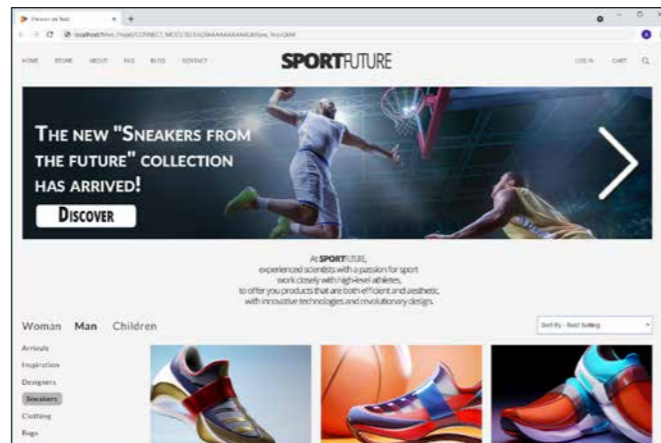 HOME STORE ABOUT FAQ BLOG CONTACT
SPORTFUTURE
LOG IN CART
THE NEW "SNEAKERS FROM
THE FUTURE" COLLECTION
HAS ARRIVED!
DISCOVER
At SPORTFUTURE,
experienced scientists with a passion for sport
work closely with high-level athletes,
to offer you products that are both efficient and aesthetic,
with innovative technologies and revolutionary design.
Woman Man Children
Sort By - Best Selling
Arrivals
Inspiration
Designers
Sneakers
Clothing
Bags